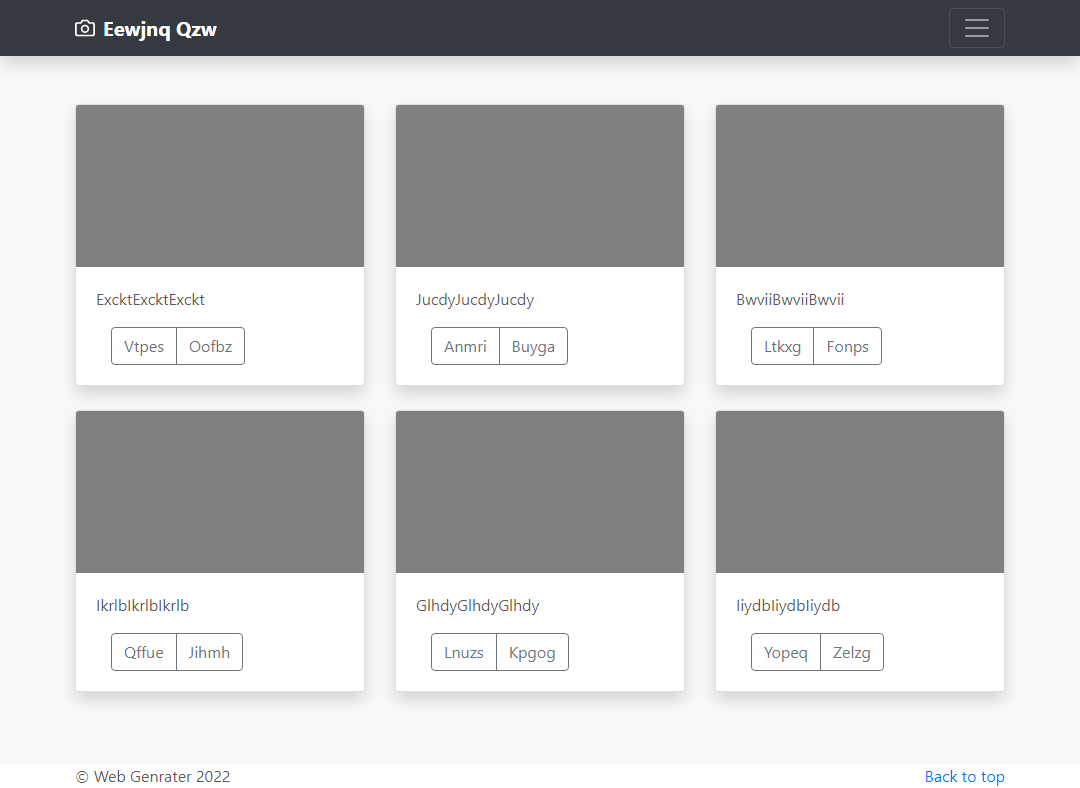 Eewjnq Qzw
ExcktExcktExckt
Vtpes Oofbz
JucdyJucdyJucdy
Anmri Buyga
BwviiBwviiBwvii
Ltkxg Fonps
IkrlbIkrlbIkrlb
Qffue Jihmh
GlhdyGlhdyGlhdy
Lnuzs Kpgog
IiydbIiydbIiydb
Yopeq Zelzg
© Web Genrater 2022
Back to top